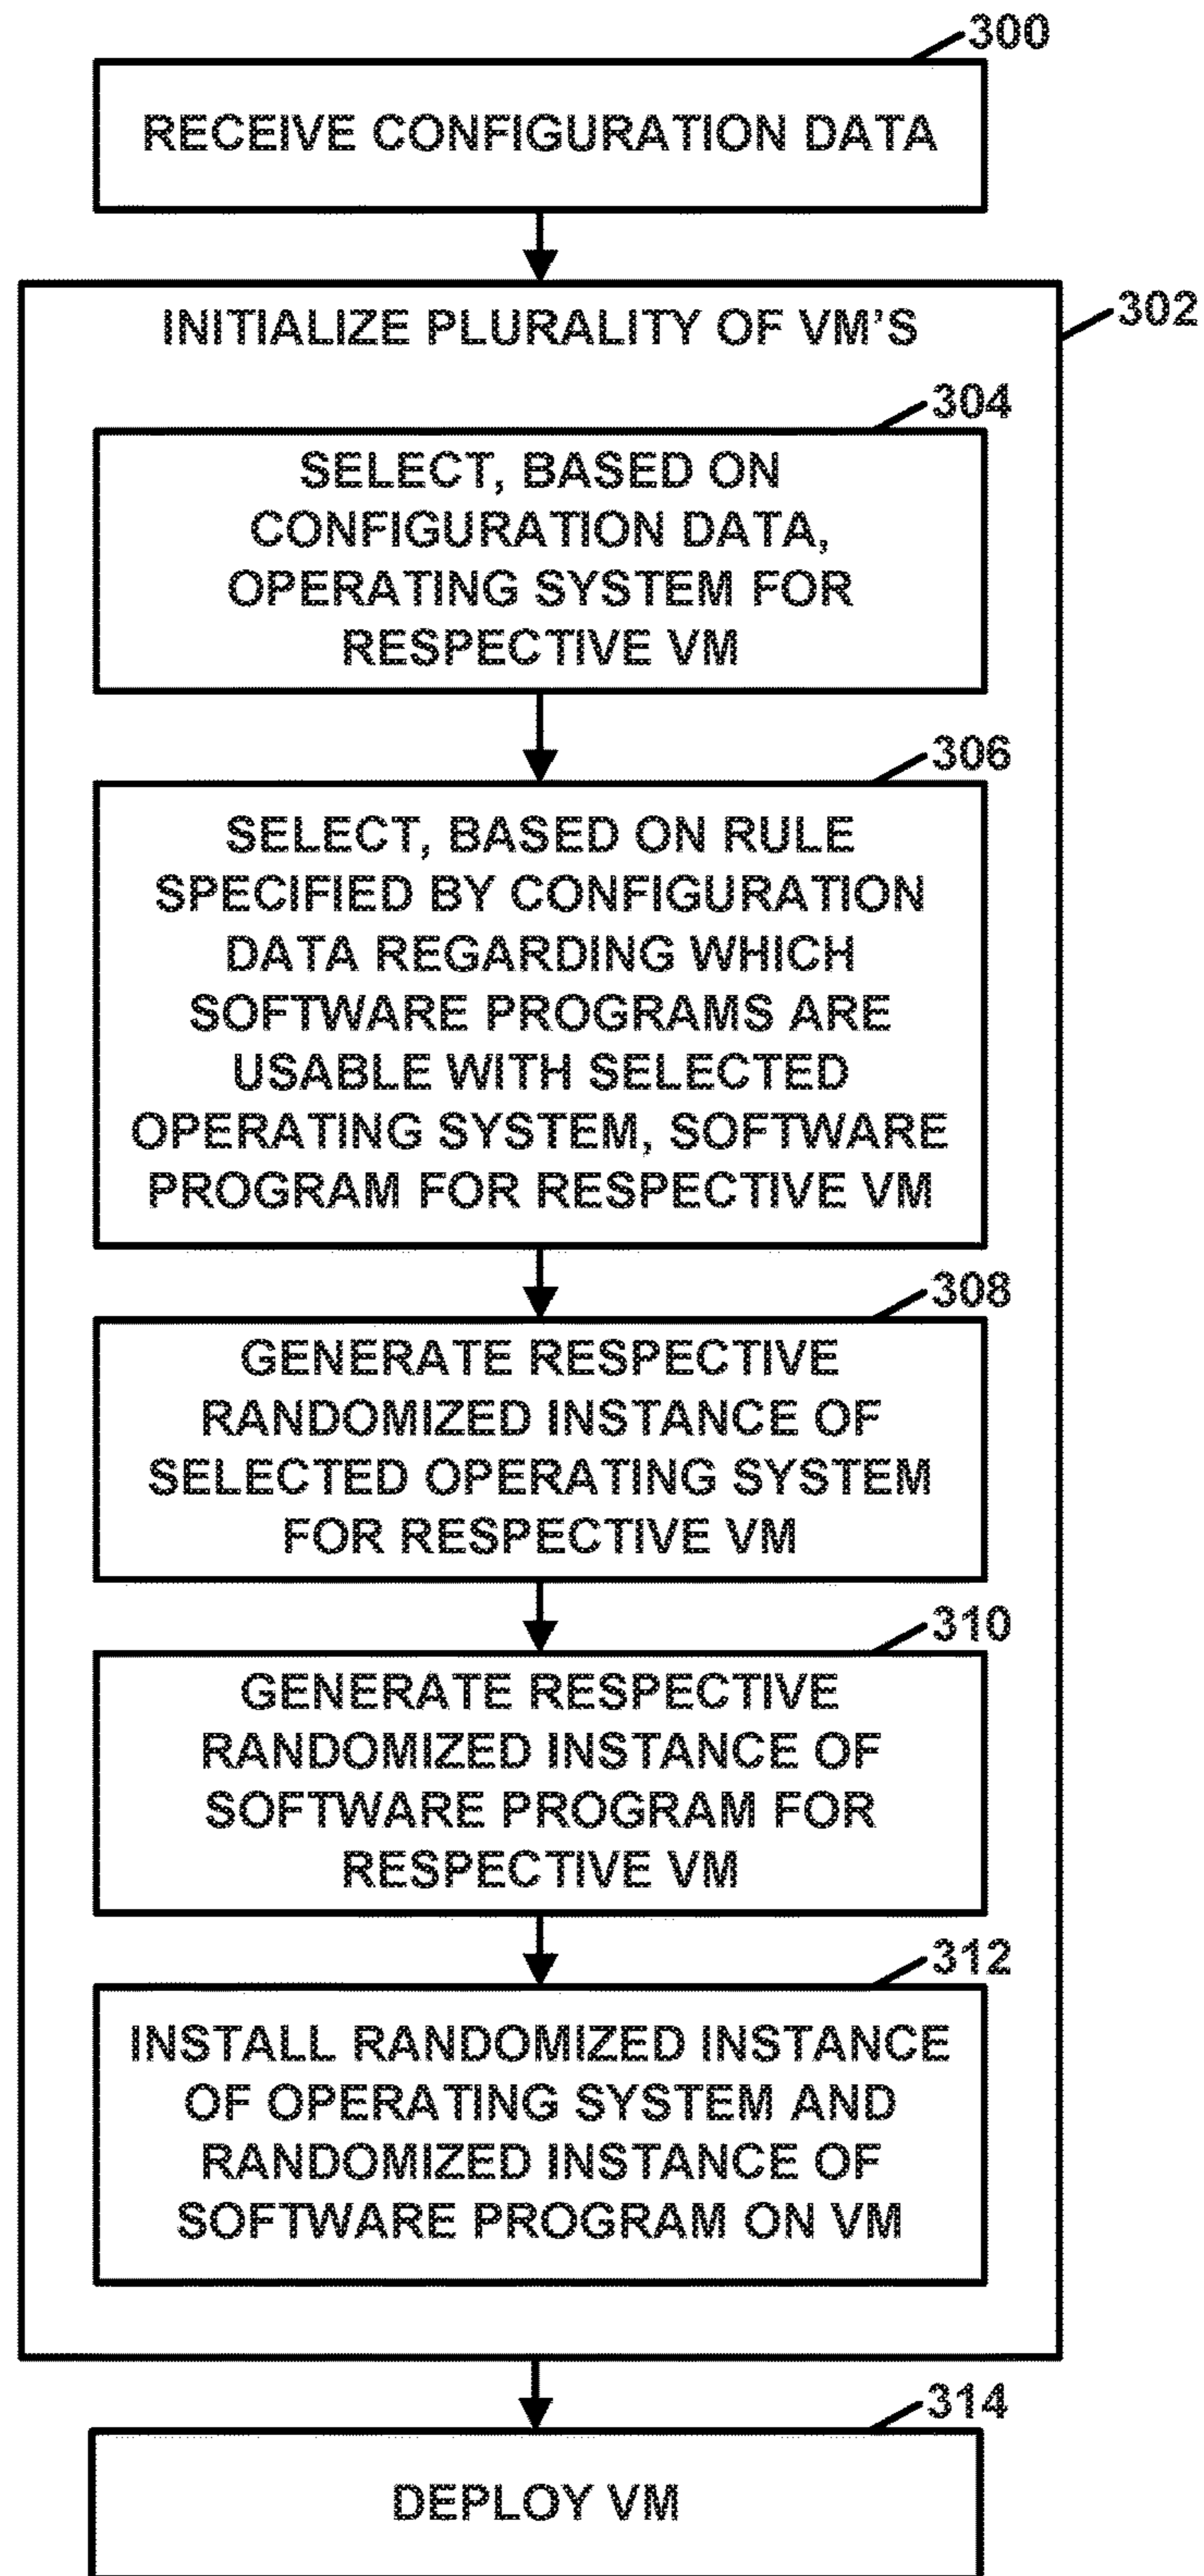 300
RECEIVE CONFIGURATION DATA
302
INITIALIZE PLURALITY OF VM'S
304
SELECT, BASED ON
CONFIGURATION DATA,
OPERATING SYSTEM FOR
RESPECTIVE VM
306
SELECT, BASED ON RULE
SPECIFIED BY CONFIGURATION
DATA REGARDING WHICH
SOFTWARE PROGRAMS ARE
USABLE WITH SELECTED
OPERATING SYSTEM, SOFTWARE
PROGRAM FOR RESPECTIVE VM
308
GENERATE RESPECTIVE
RANDOMIZED INSTANCE OF
SELECTED OPERATING SYSTEM
FOR RESPECTIVE VM
310
GENERATE RESPECTIVE
RANDOMIZED INSTANCE OF
SOFTWARE PROGRAM FOR
RESPECTIVE VM
312
INSTALL RANDOMIZED INSTANCE
OF OPERATING SYSTEM AND
RANDOMIZED INSTANCE OF
SOFTWARE PROGRAM ON VM
314
DEPLOY VM